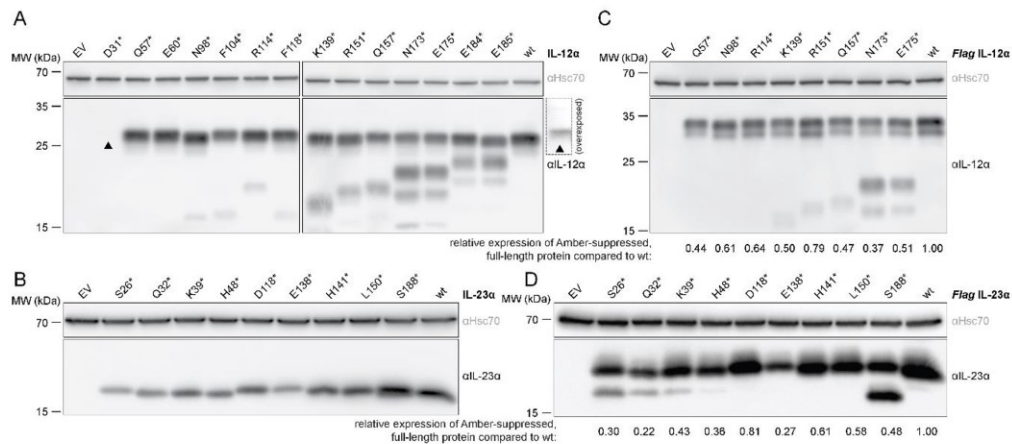 A
EV D31* Q57* E60* N98* F104* R114* F118* K139* R151* Q157* N173* E175* E184* E185* wt IL-12α
MW (kDa)
70
αHsc70
35
25
15
(overexposed)
αIL-12α
C
EV Q57* N98* R114* K139* R151* Q157* N173* E175* wt Flag IL-12α
MW (kDa)
70
αHsc70
35
25
15
αIL-12α
relative expression of Amber-suppressed,
full-length protein compared to wt:
0.44 0.61 0.64 0.50 0.79 0.47 0.37 0.51 1.00
B
EV S26* Q32* K39* H48* D118* E138* H141* L150* S188* wt IL-23α
MW (kDa)
70
αHsc70
αIL-23α
15
D
EV S26* Q32* K39* H48* D118* E138* H141* L150* S188* wt Flag IL-23α
MW (kDa)
70
αHsc70
αIL-23α
15
relative expression of Amber-suppressed,
full-length protein compared to wt:
0.30 0.22 0.43 0.36 0.81 0.27 0.61 0.58 0.48 1.00